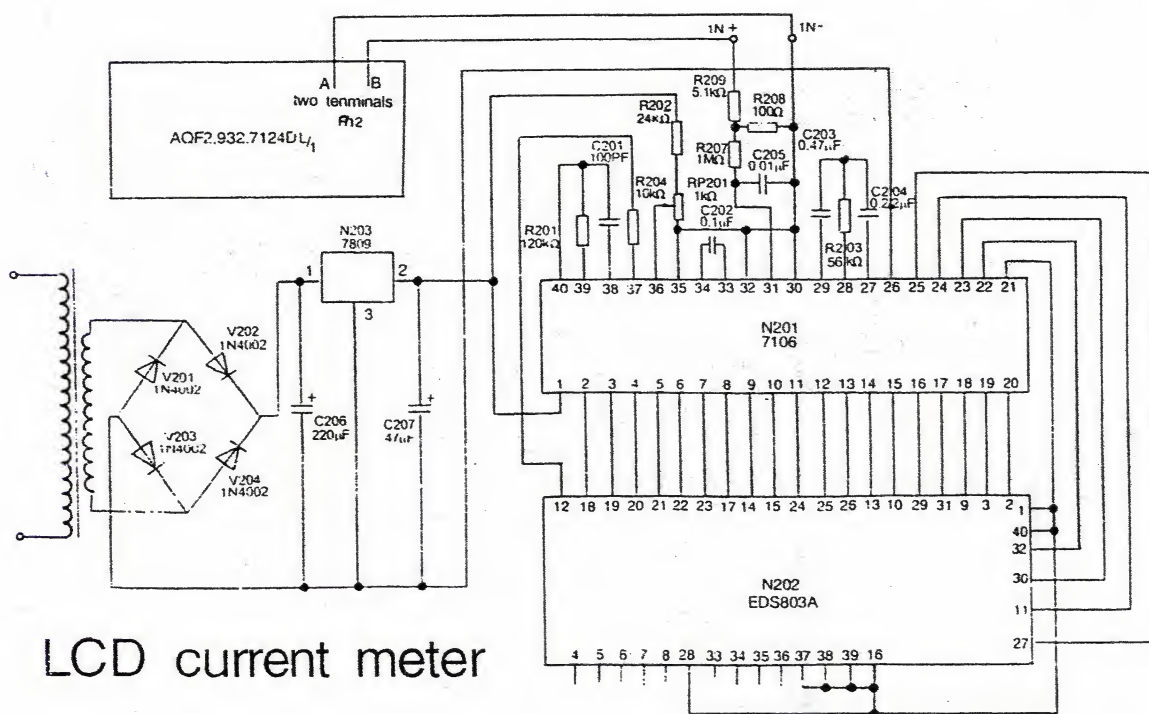 1N+ 1N-
A B
two tenminals
AQF2.932.7124DL/1
R209
5.1kΩ
R208
100Ω
R202
24KΩ
C203
0.47µF
C201
100PF
R207
1MΩ
C205
0.01µF
R204
10kΩ
RP201
1kΩ
C204
0.22µF
C202
0.1µF
R201
120kΩ
R203
56kΩ
N203
7809
1 2
3
40 39 38 37 36 35 34 33 32 31 30 29 28 27 26 25 24 23 22 21
N201
7106
V202
1N4002
V201
1N4002
V203
1N4002
V204
1N4002
+
C206
220µF
+
C207
47µF
1 2 3 4 5 6 7 8 9 10 11 12 13 14 15 16 17 18 19 20
12 18 19 20 21 22 23 17 14 15 24 25 26 13 10 29 31 9 3 2
1
40
32
30
11
27
N202
EDS803A
4 5 6 7 8 28 33 34 35 36 37 38 39 16
LCD current meter